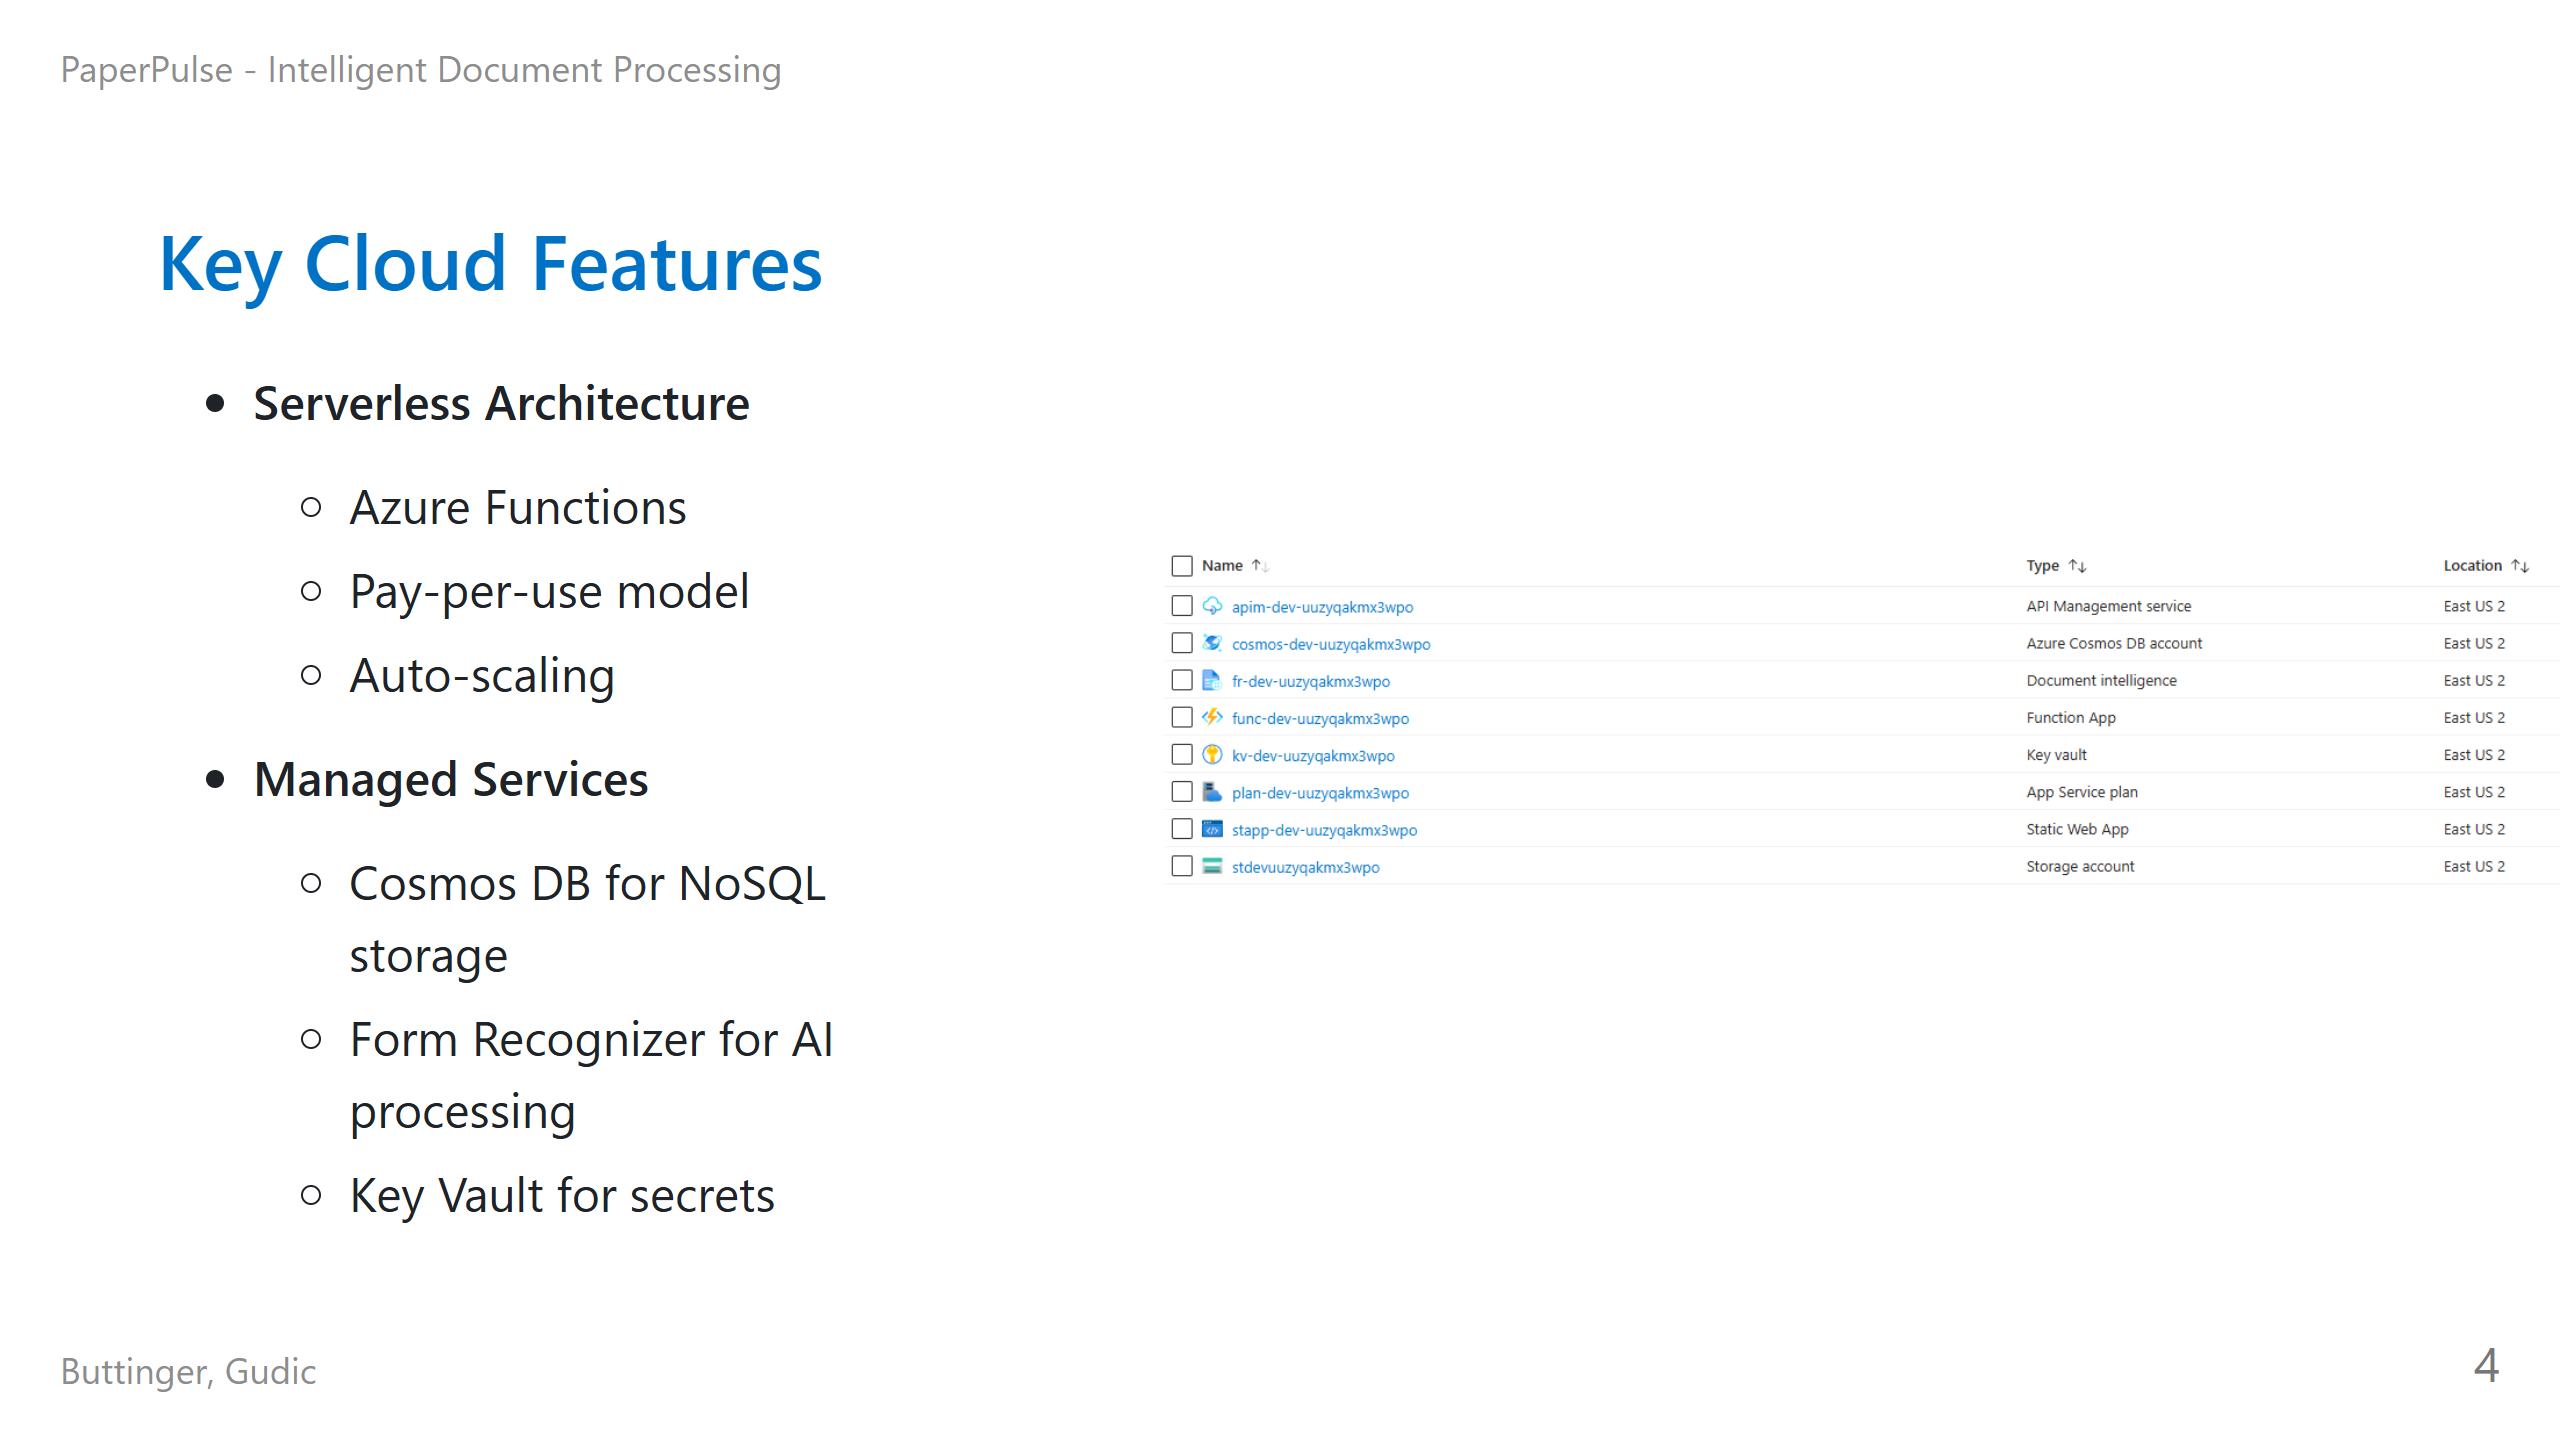 PaperPulse - Intelligent Document Processing
Key Cloud Features
Serverless Architecture
Azure Functions
Pay-per-use model
Auto-scaling
Managed Services
Cosmos DB for NoSQL
storage
Form Recognizer for AI
processing
Key Vault for secrets
Name ↑↓ Type ↑↓ Location ↑↓
apim-dev-uuzyqakmx3wpo API Management service East US 2
cosmos-dev-uuzyqakmx3wpo Azure Cosmos DB account East US 2
fr-dev-uuzyqakmx3wpo Document intelligence East US 2
func-dev-uuzyqakmx3wpo Function App East US 2
kv-dev-uuzyqakmx3wpo Key vault East US 2
plan-dev-uuzyqakmx3wpo App Service plan East US 2
stapp-dev-uuzyqakmx3wpo Static Web App East US 2
stdevuuzyqakmx3wpo Storage account East US 2
Buttinger, Gudic
4